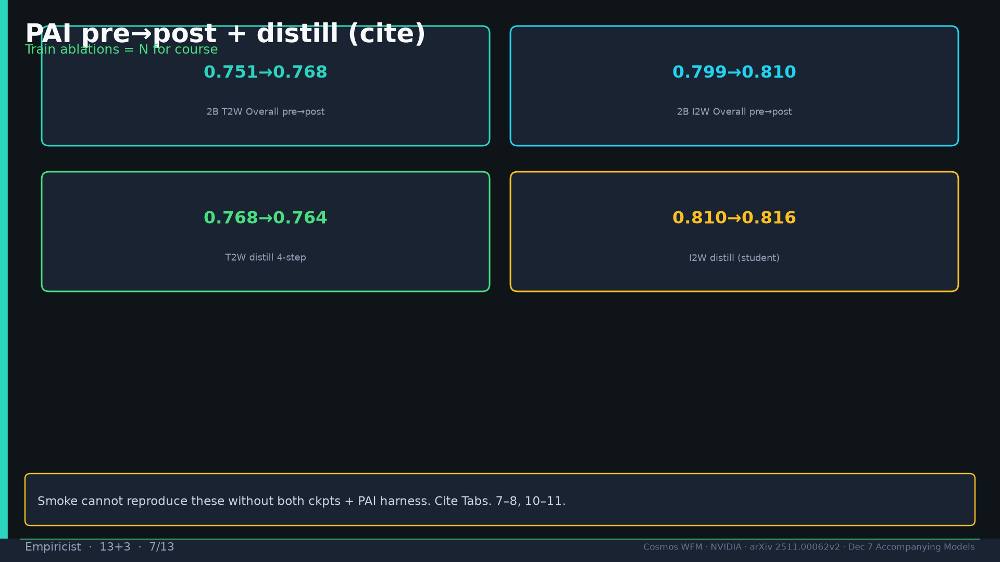 PAI pre→post + distill (cite)
Train ablations = N for course
0.751→0.768
2B T2W Overall pre→post
0.799→0.810
2B I2W Overall pre→post
0.768→0.764
T2W distill 4-step
0.810→0.816
I2W distill (student)
Smoke cannot reproduce these without both ckpts + PAI harness. Cite Tabs. 7–8, 10–11.
Empiricist · 13+3 · 7/13
Cosmos WFM · NVIDIA · arXiv 2511.00062v2 · Dec 7 Accompanying Models